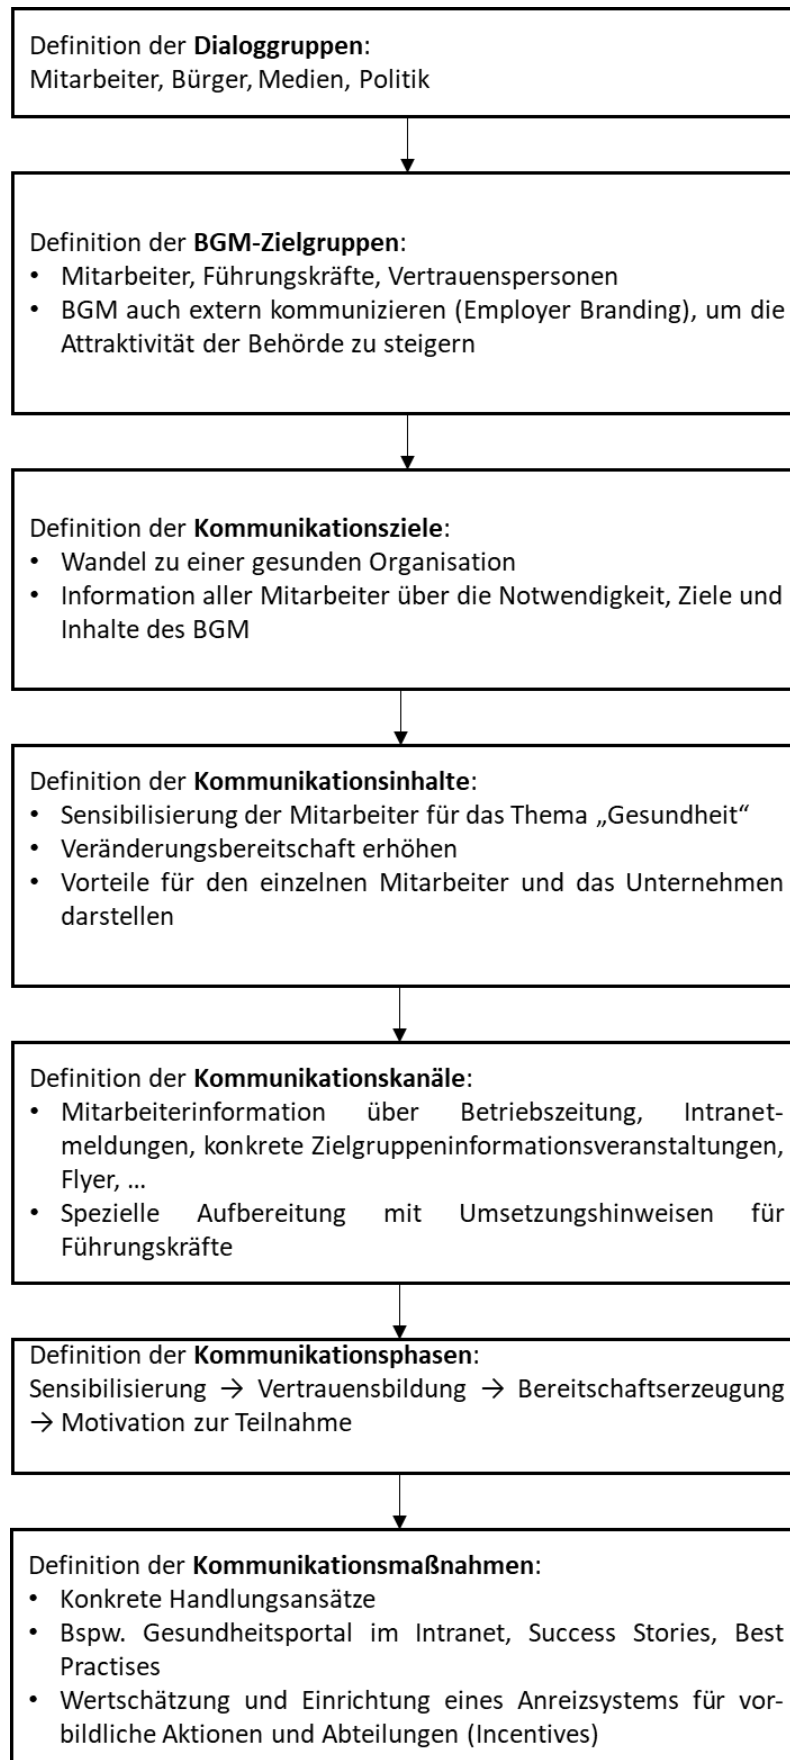 Definition der Dialoggruppen:
Mitarbeiter, Bürger, Medien, Politik
Definition der BGM-Zielgruppen:
• Mitarbeiter, Führungskräfte, Vertrauenspersonen
• BGM auch extern kommunizieren (Employer Branding), um die
Attraktivität der Behörde zu steigern
Definition der Kommunikationsziele:
• Wandel zu einer gesunden Organisation
• Information aller Mitarbeiter über die Notwendigkeit, Ziele und
Inhalte des BGM
Definition der Kommunikationsinhalte:
• Sensibilisierung der Mitarbeiter für das Thema „Gesundheit“
• Veränderungsbereitschaft erhöhen
• Vorteile für den einzelnen Mitarbeiter und das Unternehmen
darstellen
Definition der Kommunikationskanäle:
• Mitarbeiterinformation über Betriebszeitung, Intranet-
meldungen, konkrete Zielgruppeninformationsveranstaltungen,
Flyer, …
• Spezielle Aufbereitung mit Umsetzungshinweisen für
Führungskräfte
Definition der Kommunikationsphasen:
Sensibilisierung → Vertrauensbildung → Bereitschaftserzeugung
→ Motivation zur Teilnahme
Definition der Kommunikationsmaßnahmen:
• Konkrete Handlungsansätze
• Bspw. Gesundheitsportal im Intranet, Success Stories, Best
Practises
• Wertschätzung und Einrichtung eines Anreizsystems für vor-
bildliche Aktionen und Abteilungen (Incentives)